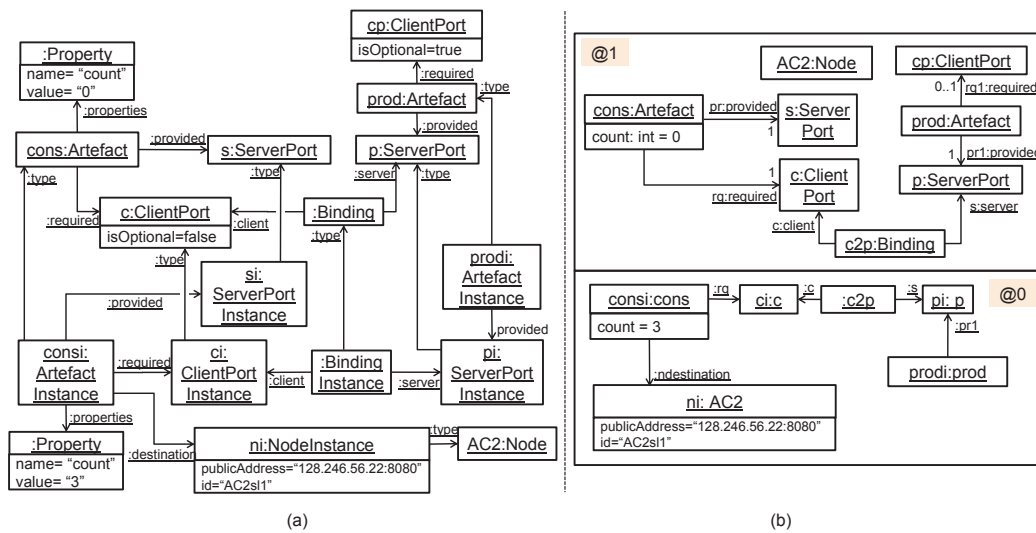 cp:ClientPort
isOptional=true
:Property
name= “count”
value= “0”
:properties
:required
:type
prod:Artefact
:provided
cons:Artefact
:provided
s:ServerPort
p:ServerPort
:type
:type
:server
:type
c:ClientPort
:required
:client
:Binding
isOptional=false
:type
:type
si:
ServerPort
Instance
prodi:
Artefact
Instance
:provided
provided
consi:
Artefact
Instance
:required
ci:
ClientPort
Instance
:client
:Binding
Instance
:server
pi:
ServerPort
Instance
:properties
:Property
name= “count”
value= “3”
:destination
ni:NodeInstance
:type
AC2:Node
publicAddress=“128.246.56.22:8080”
id=“AC2sl1”
(a)
@1
AC2:Node
cp:ClientPort
0..1
rq1:required
cons:Artefact
count: int = 0
pr:provided
1
s:Server
Port
prod:Artefact
1
pr1:provided
1
rq:required
c:Client
Port
p:ServerPort
s:server
c:client
c2p:Binding
@0
consi:cons
count = 3
:rq
ci:c
:c
:c2p
:s
pi: p
:pr1
prodi:prod
:ndestination
ni: AC2
publicAddress=“128.246.56.22:8080”
id=“AC2sl1”
(b)